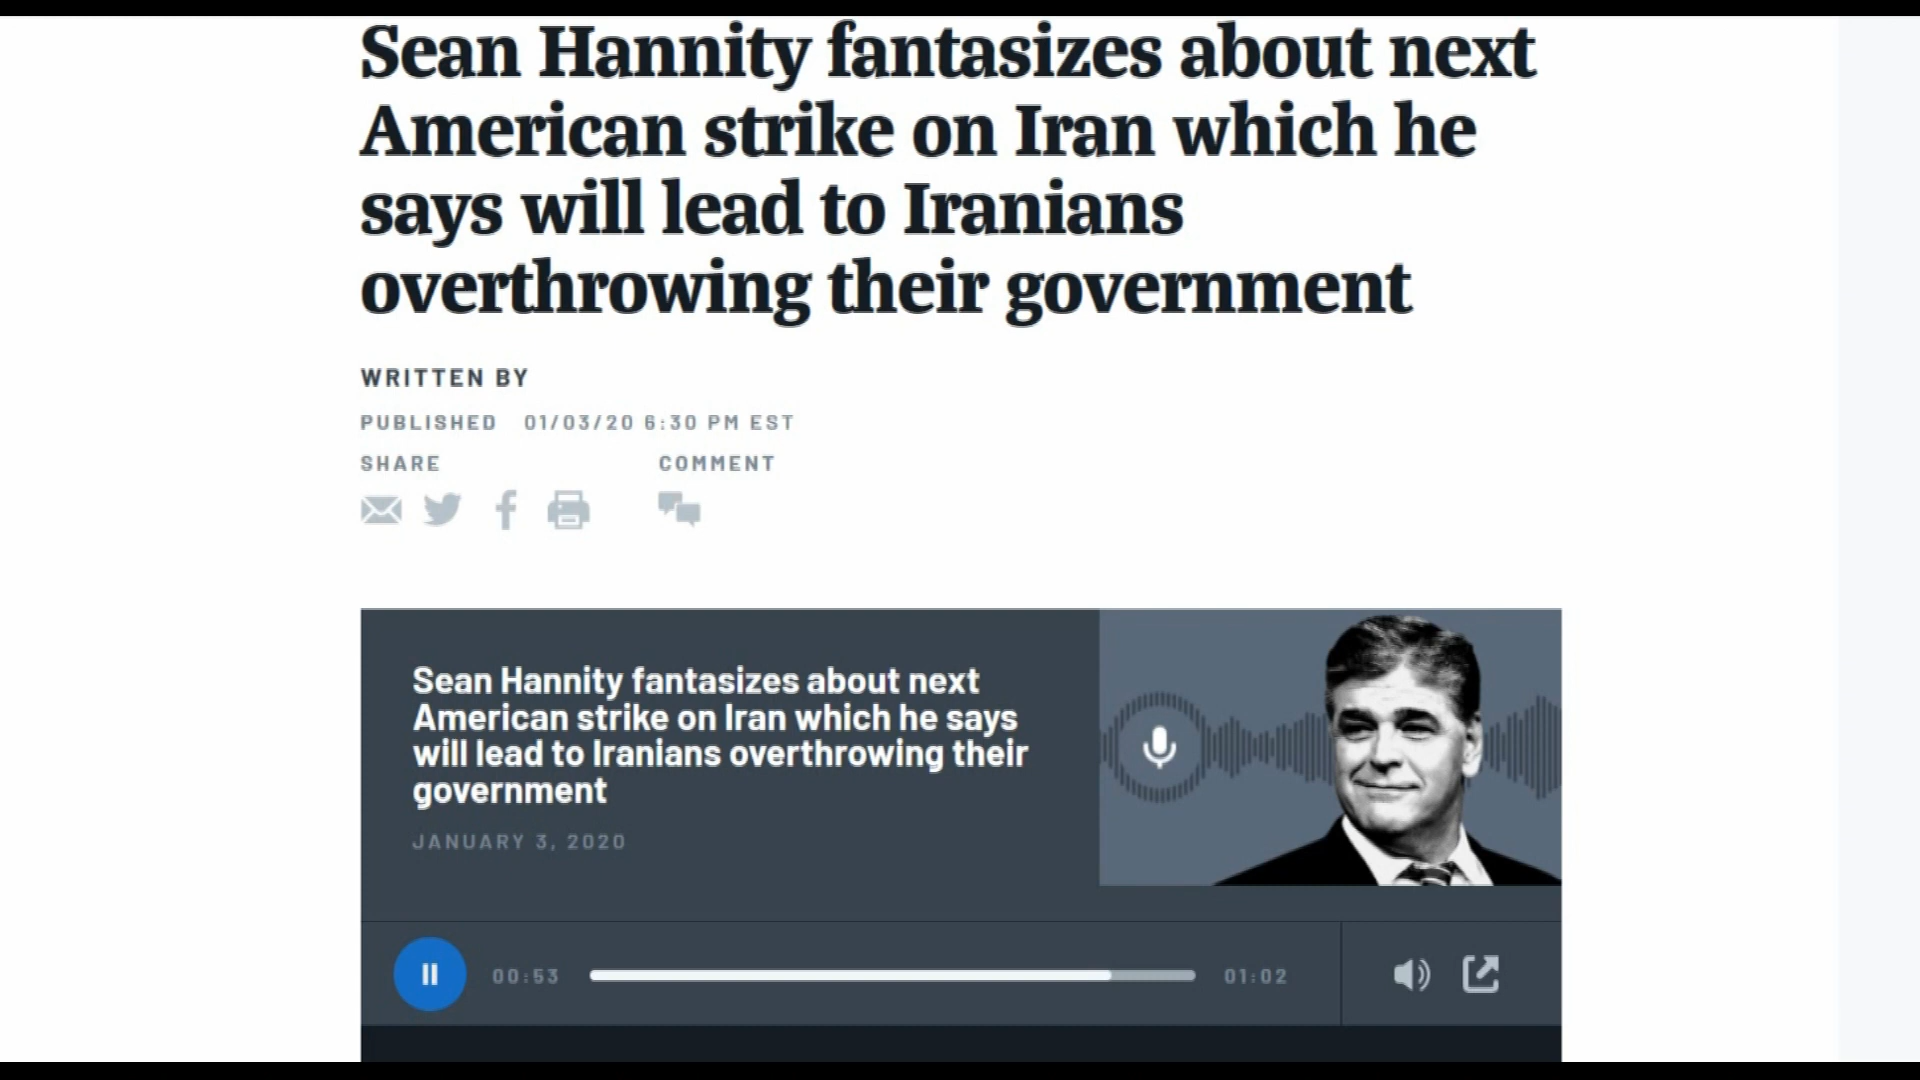 Sean Hannity fantasizes about next
American strike on Iran which he
says will lead to Iranians
overthrowing their government
WRITTEN BY
PUBLISHED 01/03/20 6:30 PM EST
SHARE COMMENT
Sean Hannity fantasizes about next
American strike on Iran which he says
will lead to Iranians overthrowing their
government
JANUARY 3, 2020
00:53 01:02